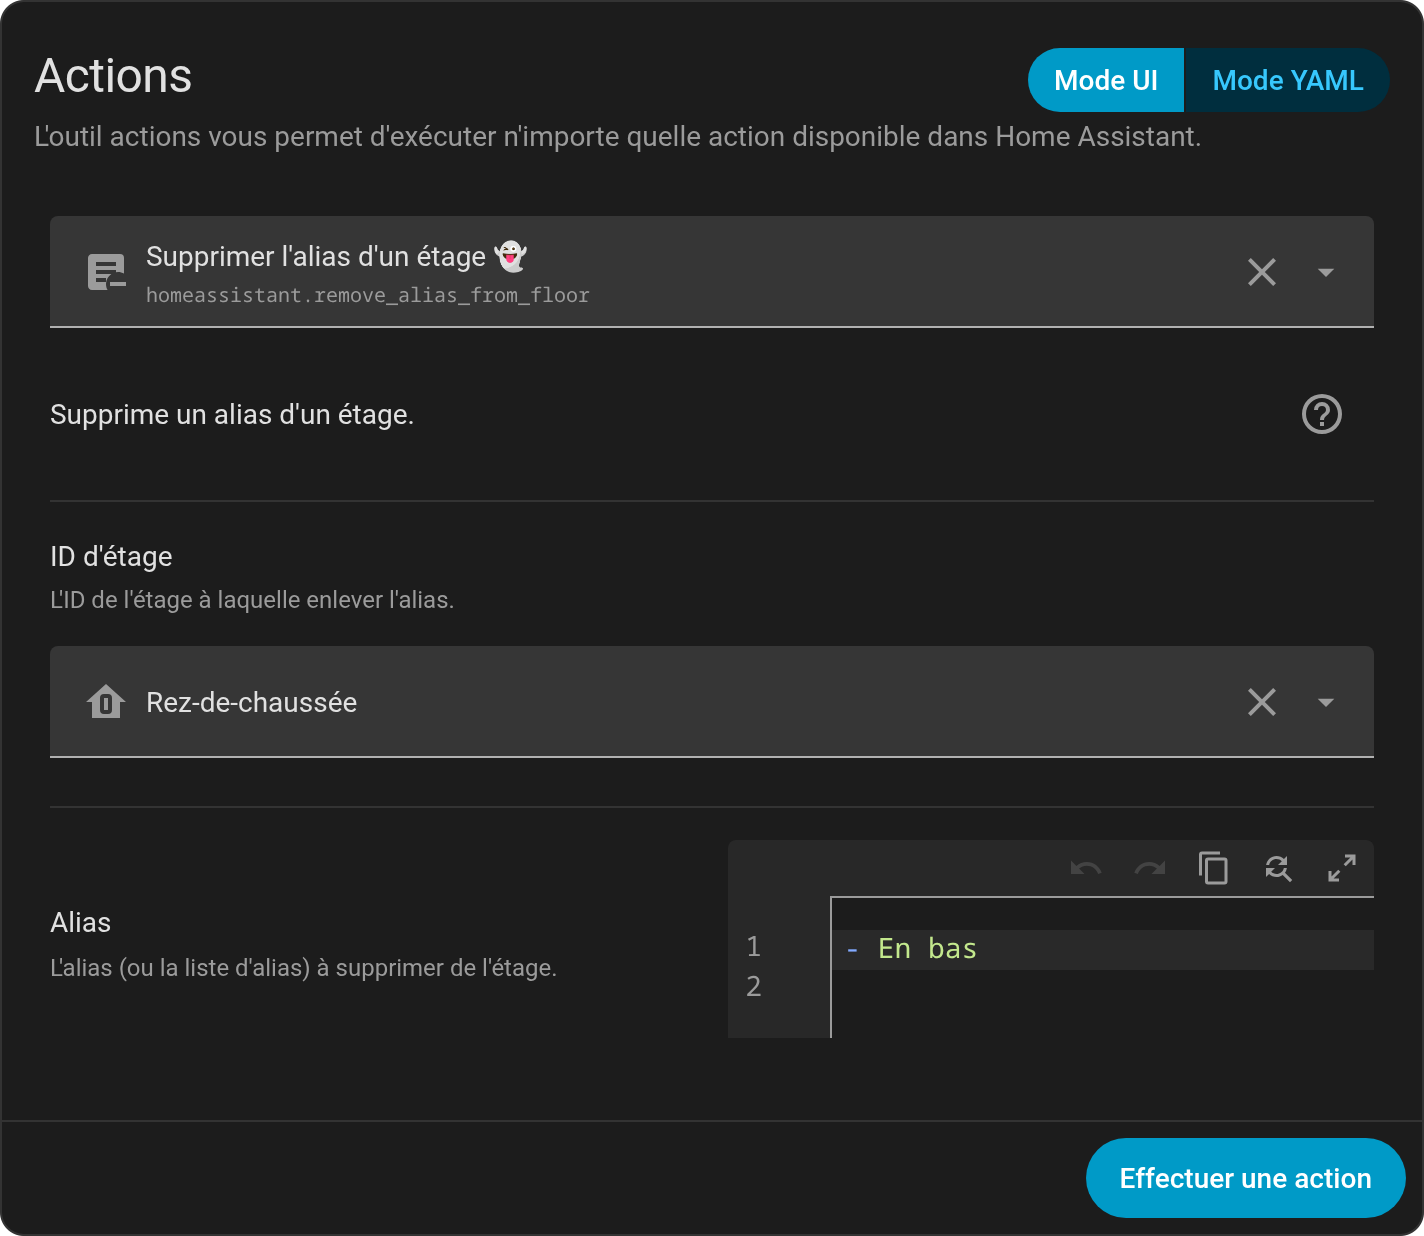 Actions
Mode UI
Mode YAML
L'outil actions vous permet d'exécuter n'importe quelle action disponible dans Home Assistant.
Supprimer l'alias d'un étage 👻
homeassistant.remove_alias_from_floor
Supprime un alias d'un étage.
ID d'étage
L'ID de l'étage à laquelle enlever l'alias.
Rez-de-chaussée
Alias
L'alias (ou la liste d'alias) à supprimer de l'étage.
1 - En bas
2
Effectuer une action